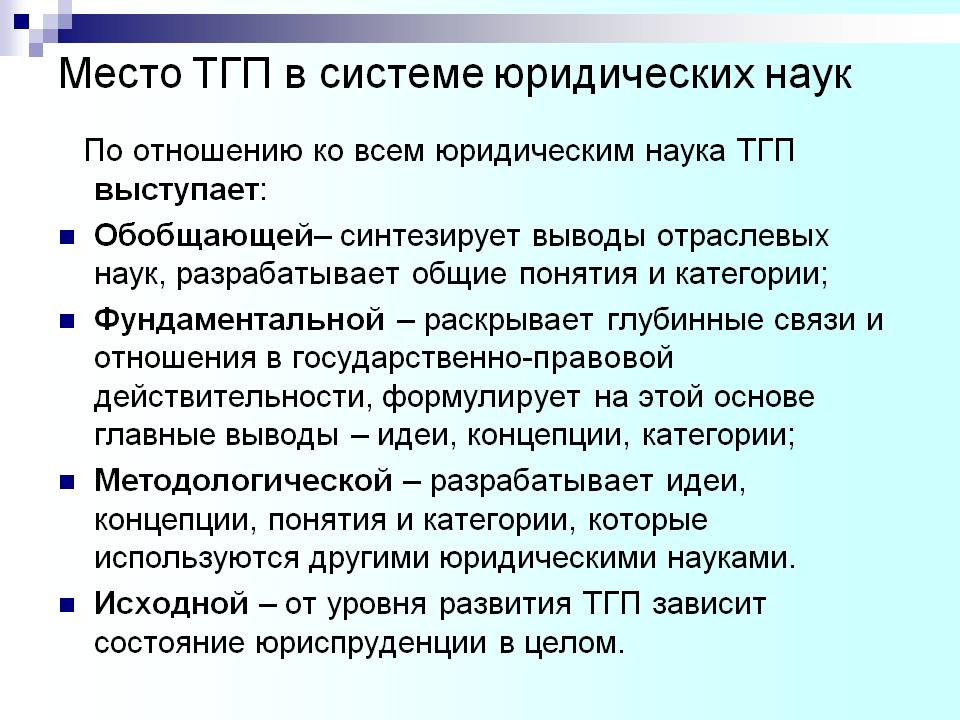 Место ТГП в системе юридических наук
По отношению ко всем юридическим наука ТГП
выступает:
Обобщающей– синтезирует выводы отраслевых
наук, разрабатывает общие понятия и категории;
Фундаментальной – раскрывает глубинные связи и
отношения в государственно-правовой
действительности, формулирует на этой основе
главные выводы – идеи, концепции, категории;
Методологической – разрабатывает идеи,
концепции, понятия и категории, которые
используются другими юридическими науками.
Исходной – от уровня развития ТГП зависит
состояние юриспруденции в целом.